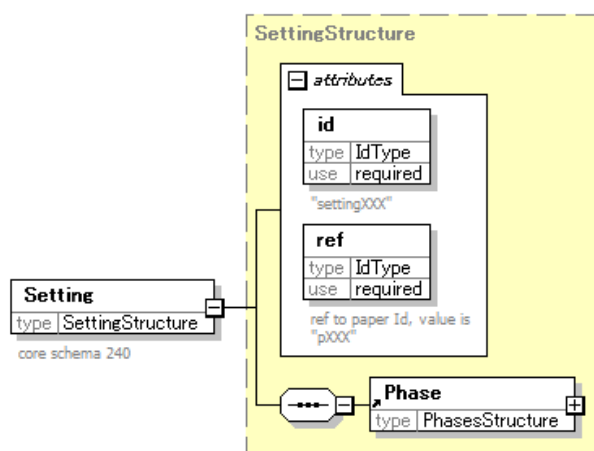 SettingStructure
attributes
id
type IdType
use required
"settingXXX"
ref
type IdType
use required
ref to paper Id, value is
"pXXX"
Setting
type SettingStructure
core schema 240
Phase
type PhasesStructure